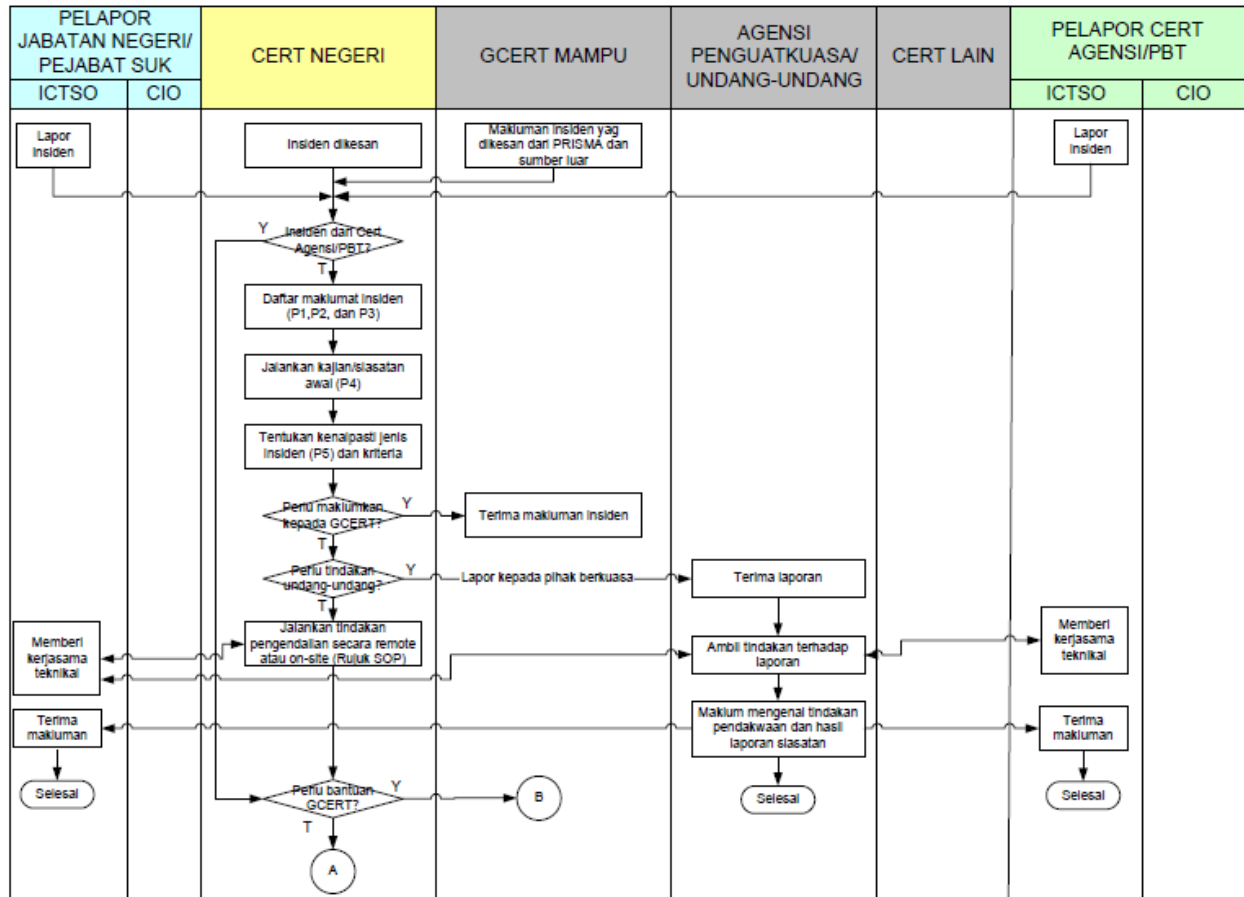 PELAPOR
JABATAN NEGERI/
PEJABAT SUK
CERT NEGERI
GCERT MAMPU
AGENSI
PENGUATKUASA/
UNDANG-UNDANG
CERT LAIN
PELAPOR CERT
AGENSI/PBT
ICTSO
CIO
ICTSO
CIO
Lapor
Insiden
Insiden dikesan
Makluman insiden yag
dikesan dari PRISMA dan
sumber luar
Lapor
Insiden
Y
Insiden dari Cert
Agensi/PBT?
T
Daftar maklumat insiden
(P1,P2, dan P3)
Jalankan kajian/siasatan
awal (P4)
Tentukan kenalpasti jenis
insiden (P5) dan kriteria
Perlu maklumkan
kepada GCERT?
Y
Terima makluman insiden
T
Perlu tindakan
undang-undang?
Y
Lapor kepada pihak berkuasa
Terima laporan
T
Jalankan tindakan
pengendalian secara remote
atau on-site (Rujuk SOP)
Memberi
kerjasama
teknikal
Ambil tindakan terhadap
laporan
Memberi
kerjasama
teknikal
Terima
makluman
Maklum mengenai tindakan
pendakwaan dan hasil
laporan siasatan
Terima
makluman
Selesai
Perlu bantuan
GCERT?
Y
B
Selesai
Selesai
T
A